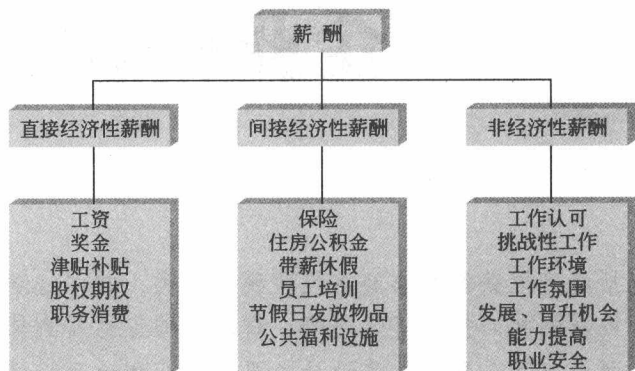 薪 酬
直接经济性薪酬
间接经济性薪酬
非经济性薪酬
工资
奖金
津贴补贴
股权期权
职务消费
保险
住房公积金
带薪休假
员工培训
节假日发放物品
公共福利设施
工作认可
挑战性工作
工作环境
工作氛围
发展、晋升机会
能力提高
职业安全